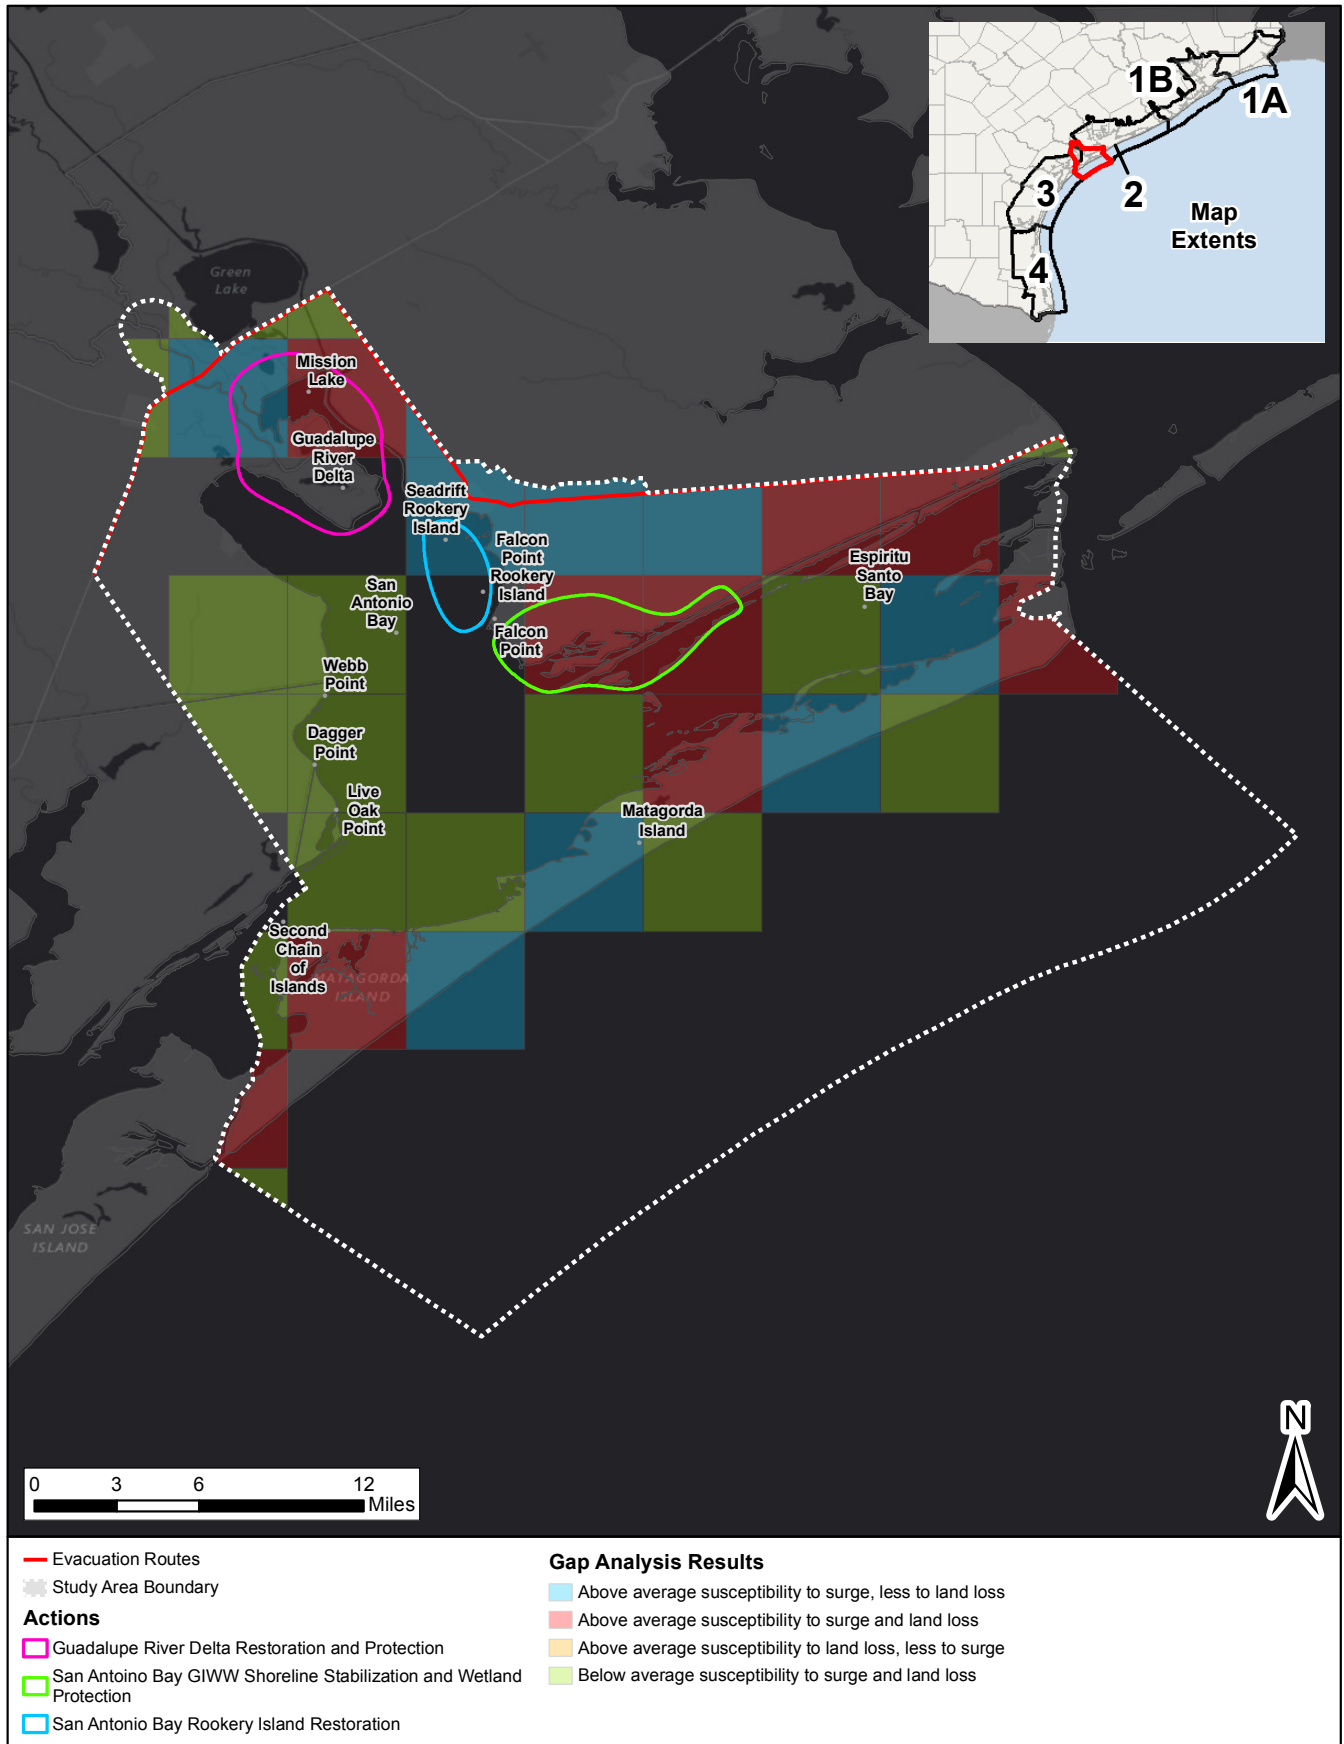 1B
1A
3
2
Map
Extents
4
Green
Lake
Mission
Lake
Guadalupe
River
Delta
Seadrift
Rookery
Island
Falcon
Point
Rookery
Island
Espiritu
Santo
Bay
San
Antonio
Bay
Falcon
Point
Webb
Point
Dagger
Point
Live
Oak
Point
Matagorda
Island
Second
Chain
of
Islands
MATAGORDA
ISLAND
SAN JOSE
ISLAND
N
0 3 6 12
Miles
Evacuation Routes
Study Area Boundary
Actions
Guadalupe River Delta Restoration and Protection
San Antoino Bay GIWW Shoreline Stabilization and Wetland
Protection
San Antonio Bay Rookery Island Restoration
Gap Analysis Results
Above average susceptibility to surge, less to land loss
Above average susceptibility to surge and land loss
Above average susceptibility to land loss, less to surge
Below average susceptibility to surge and land loss